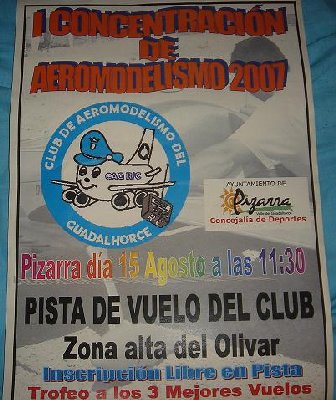 I CONCENTRACIÓN
DE
AEROMODELISMO 2007
CLUB DE AEROMODELISMO DEL
GUADALHORCE
CAG R/C
AYUNTAMIENTO DE
Pizarra
Concejalía de Deportes
Pizarra día 15 Agosto a las 11:30
PISTA DE VUELO DEL CLUB
Zona alta del Olivar
Inscripción Libre en Pista
Trofeo a los 3 Mejores Vuelos